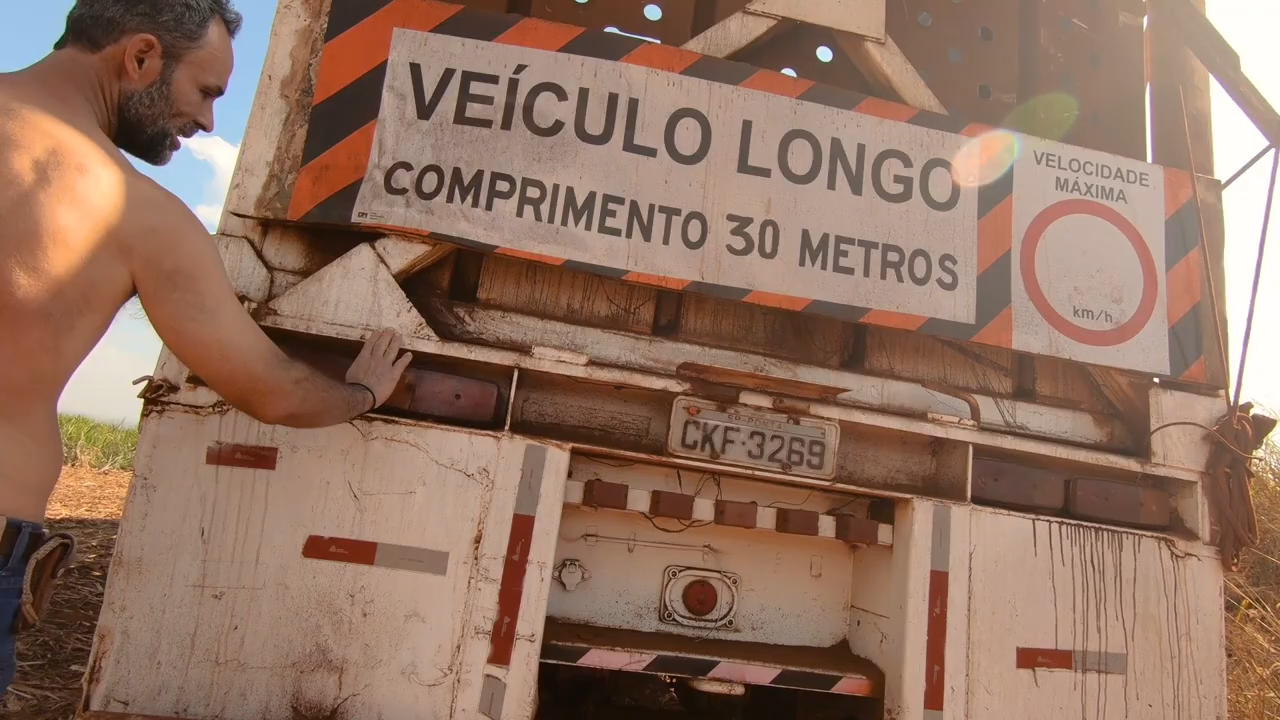 VEÍCULO LONGO
COMPRIMENTO 30 METROS
VELOCIDADE
MÁXIMA
km/h
CKF·3269